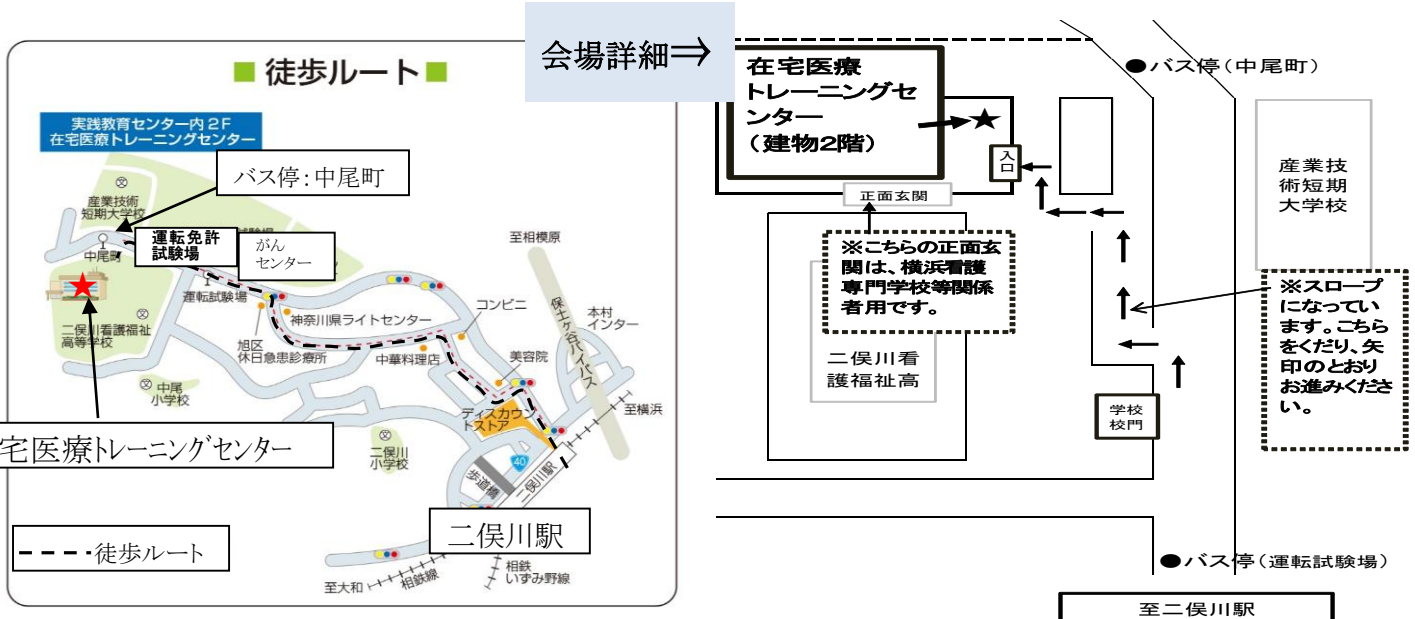 会場詳細⇒
■ 徒歩ルート ■
実践教育センター内2F
在宅医療トレーニングセンター
バス停：中尾町
産業技術
短期大学校
中尾町
運転免許
試験場
がん
センター
運転試験場
至相模原
コンビニ
保土ヶ谷バイパス
本村
インター
神奈川県ライトセンター
旭区
休日急患診療所
中華料理店
美容院
二俣川看護福祉
高等学校
中尾
小学校
ディスカウン
トストア
至横浜
宅医療トレーニングセンター
二俣川
小学校
40
歩道橋
二俣川駅
二俣川駅
徒歩ルート
至大和
相鉄線
相鉄
いずみ野線
在宅医療
トレーニングセ
ンター
（建物2階）
★
入口
正面玄関
※こちらの正面玄
関は、横浜看護
専門学校等関係
者用です。
二俣川看
護福祉高
●バス停（中尾町）
産業技
術短期
大学校
※スロープ
になってい
ます。こちら
をくだり、矢
印のとおり
お進みくださ
い。
学校
校門
●バス停（運転試験場）
至二俣川駅